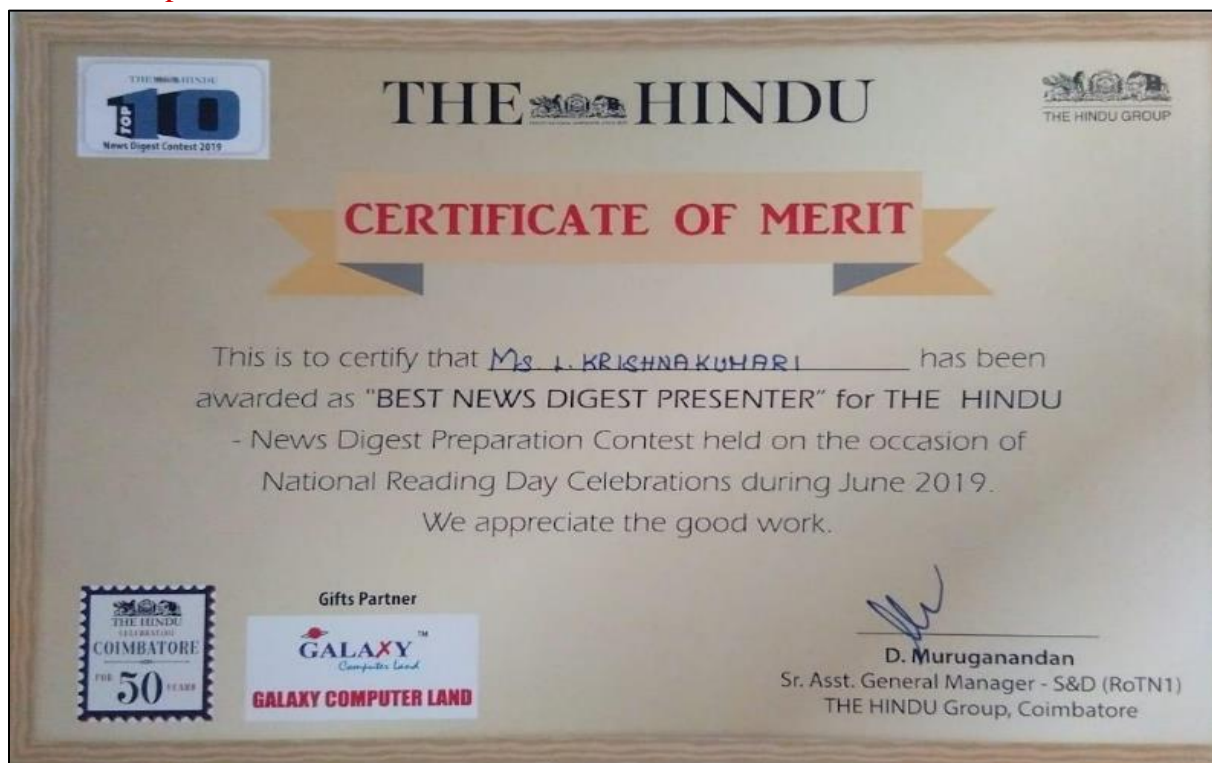 THE HINDU
TOP 10
News Digest Contest 2019
THE HINDU
THE HINDU GROUP
CERTIFICATE OF MERIT
This is to certify that Ms. L. KRISHNAKUMARI has been
awarded as "BEST NEWS DIGEST PRESENTER" for THE HINDU
- News Digest Preparation Contest held on the occasion of
National Reading Day Celebrations during June 2019.
We appreciate the good work.
THE HINDU
CELEBRATING
COIMBATORE
FOR 50 YEARS
Gifts Partner
GALAXY™
Computer Land
GALAXY COMPUTER LAND
D. Muruganandan
Sr. Asst. General Manager - S&D (RoTN1)
THE HINDU Group, Coimbatore